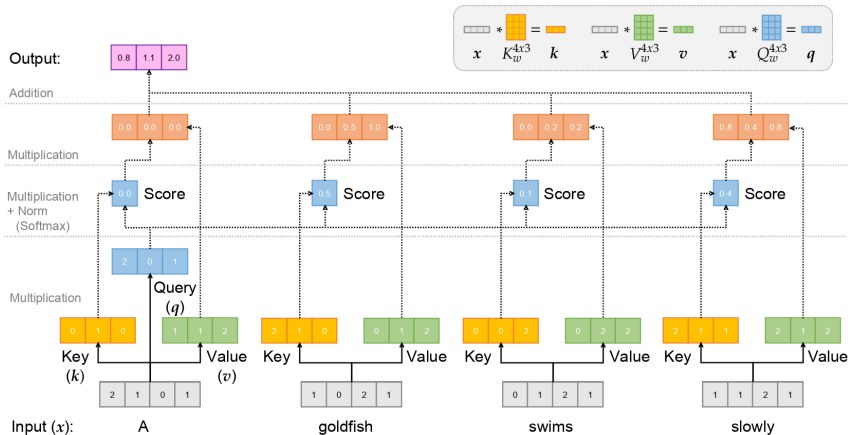 x * K_w^{4x3} = k
x * V_w^{4x3} = v
x * Q_w^{4x3} = q
Output: 0.8 1.1 2.0
Addition
0.0 0.0 0.0 0.0 0.5 1.0 0.0 0.2 0.2 0.8 0.4 0.8
Multiplication
0.0 Score 0.5 Score 0.1 Score 0.4 Score
Multiplication
+ Norm
(Softmax)
2 0 1
Query
(q)
Multiplication
0 1 0 1 1 2 2 1 0 0 1 2 0 0 2 0 2 2 2 1 1 2 1 2
Key Value Key Value Key Value Key Value
(k) (v)
2 1 0 1 1 0 2 1 0 1 2 1 1 1 2 1
Input (x): A goldfish swims slowly